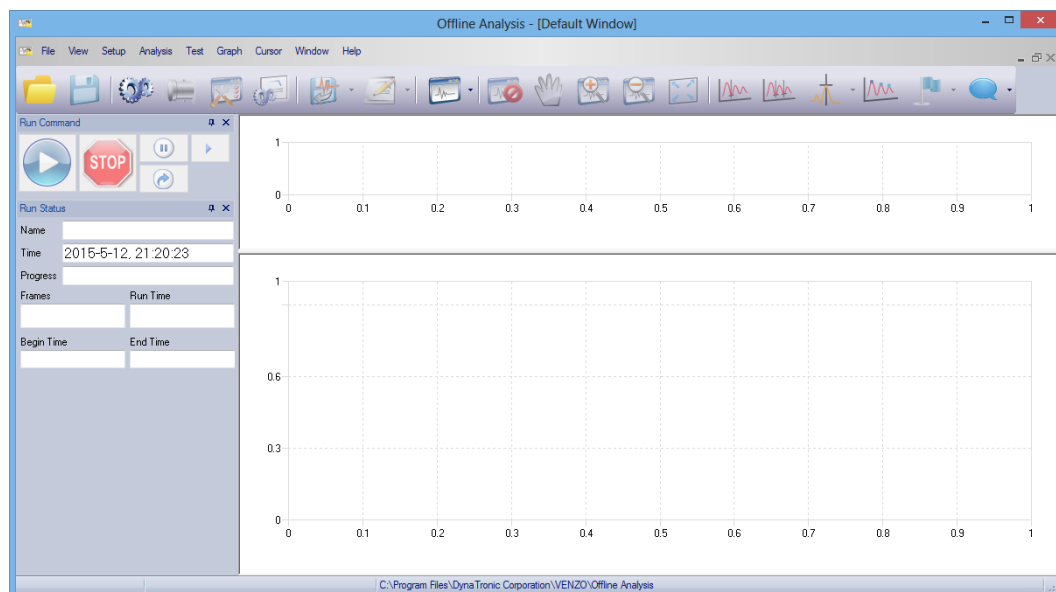 Offline Analysis - [Default Window]
File View Setup Analysis Test Graph Cursor Window Help
Run Command
STOP
Run Status
Name
Time 2015-5-12, 21:20:23
Progress
Frames Run Time
Begin Time End Time
1
0
0 0.1 0.2 0.3 0.4 0.5 0.6 0.7 0.8 0.9 1
1
0.6
0.3
0
0 0.1 0.2 0.3 0.4 0.5 0.6 0.7 0.8 0.9 1
C:\Program Files\DynaTronic Corporation\VENZO\Offline Analysis